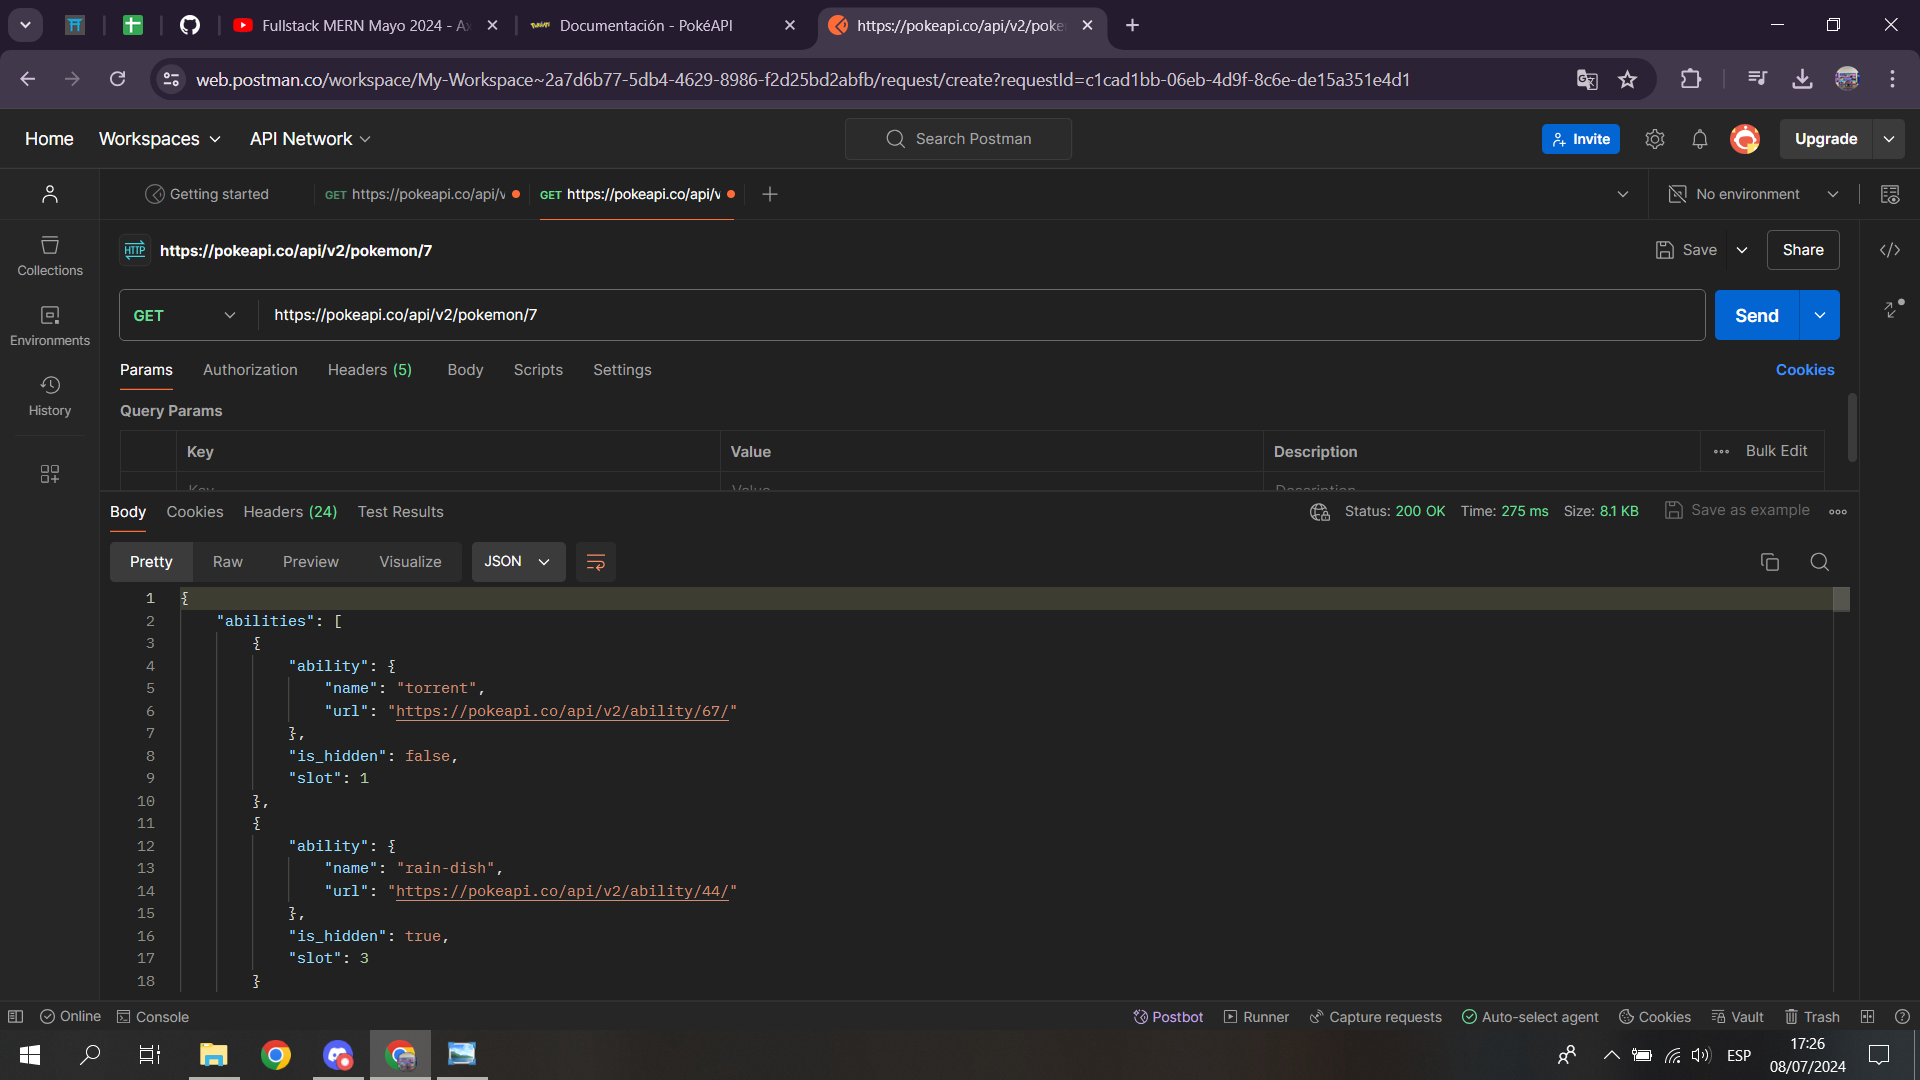 Fullstack MERN Mayo 2024 - A
Documentación - PokéAPI
https://pokeapi.co/api/v2/poke
web.postman.co/workspace/My-Workspace~2a7d6b77-5db4-4629-8986-f2d25bd2abfb/request/create?requestId=c1cad1bb-06eb-4d9f-8c6e-de15a351e4d1
Home Workspaces API Network Search Postman Invite Upgrade
Getting started GET https://pokeapi.co/api/v GET https://pokeapi.co/api/v No environment
HTTP https://pokeapi.co/api/v2/pokemon/7 Save Share
Collections
Environments
History
GET https://pokeapi.co/api/v2/pokemon/7 Send
Params Authorization Headers (5) Body Scripts Settings Cookies
Query Params
Key Value Description Bulk Edit
Key Value Description
Body Cookies Headers (24) Test Results Status: 200 OK Time: 275 ms Size: 8.1 KB Save as example
Pretty Raw Preview Visualize JSON
1 {
2 "abilities": [
3 {
4 "ability": {
5 "name": "torrent",
6 "url": "https://pokeapi.co/api/v2/ability/67/"
7 },
8 "is_hidden": false,
9 "slot": 1
10 },
11 {
12 "ability": {
13 "name": "rain-dish",
14 "url": "https://pokeapi.co/api/v2/ability/44/"
15 },
16 "is_hidden": true,
17 "slot": 3
18 }
Online Console Postbot Runner Capture requests Auto-select agent Cookies Vault Trash
ESP
17:26
08/07/2024